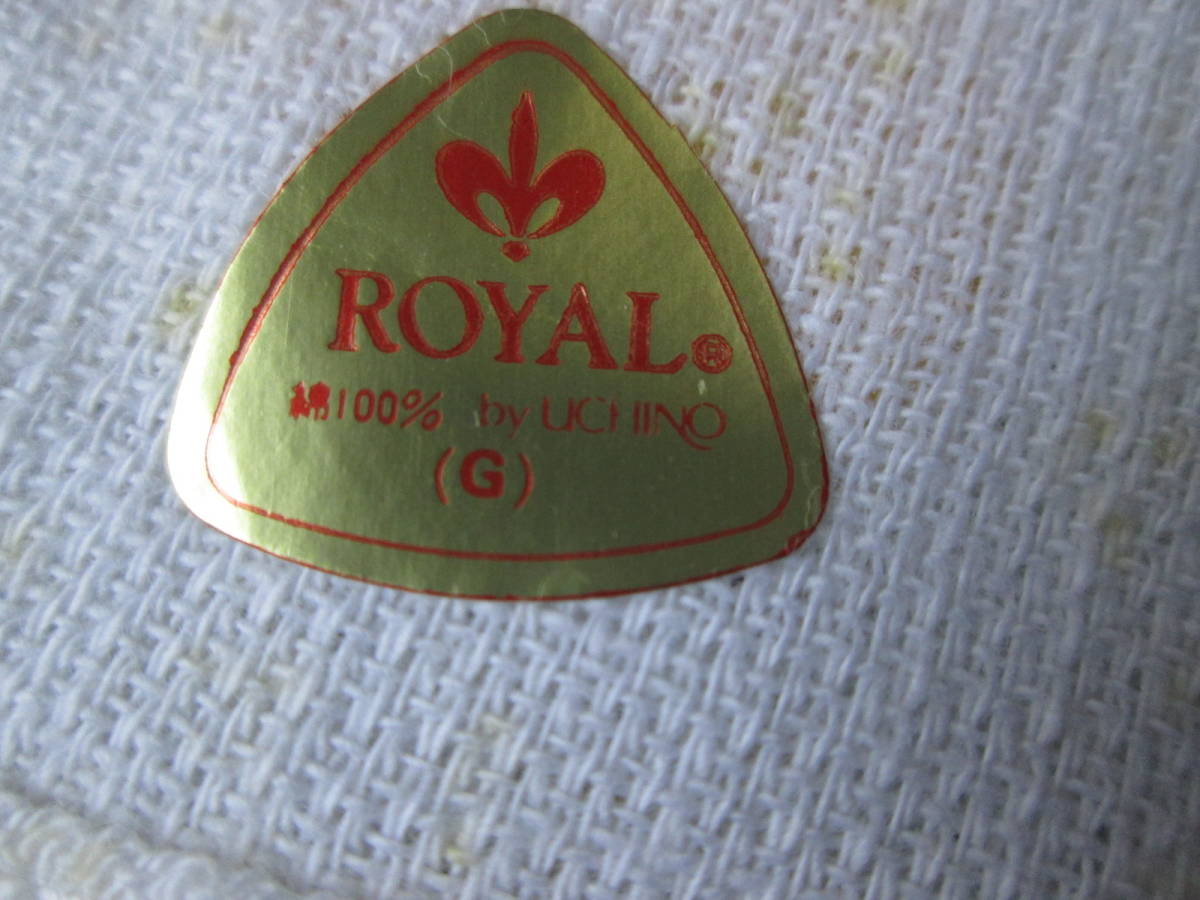 ROYAL®
綿100% by UCHINO
(G)